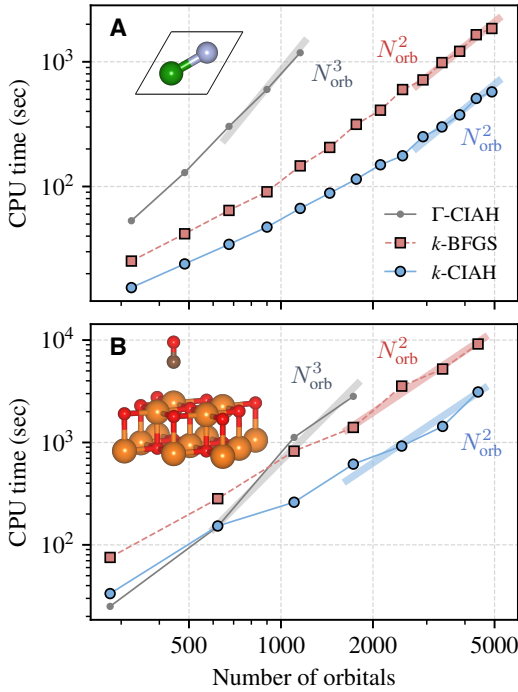 A
10^3
10^2
CPU time (sec)
N_orb^3
N_orb^2
N_orb^2
Γ-CIAH
k-BFGS
k-CIAH
B
10^4
10^3
10^2
CPU time (sec)
N_orb^3
N_orb^2
N_orb^2
500
1000
2000
5000
Number of orbitals